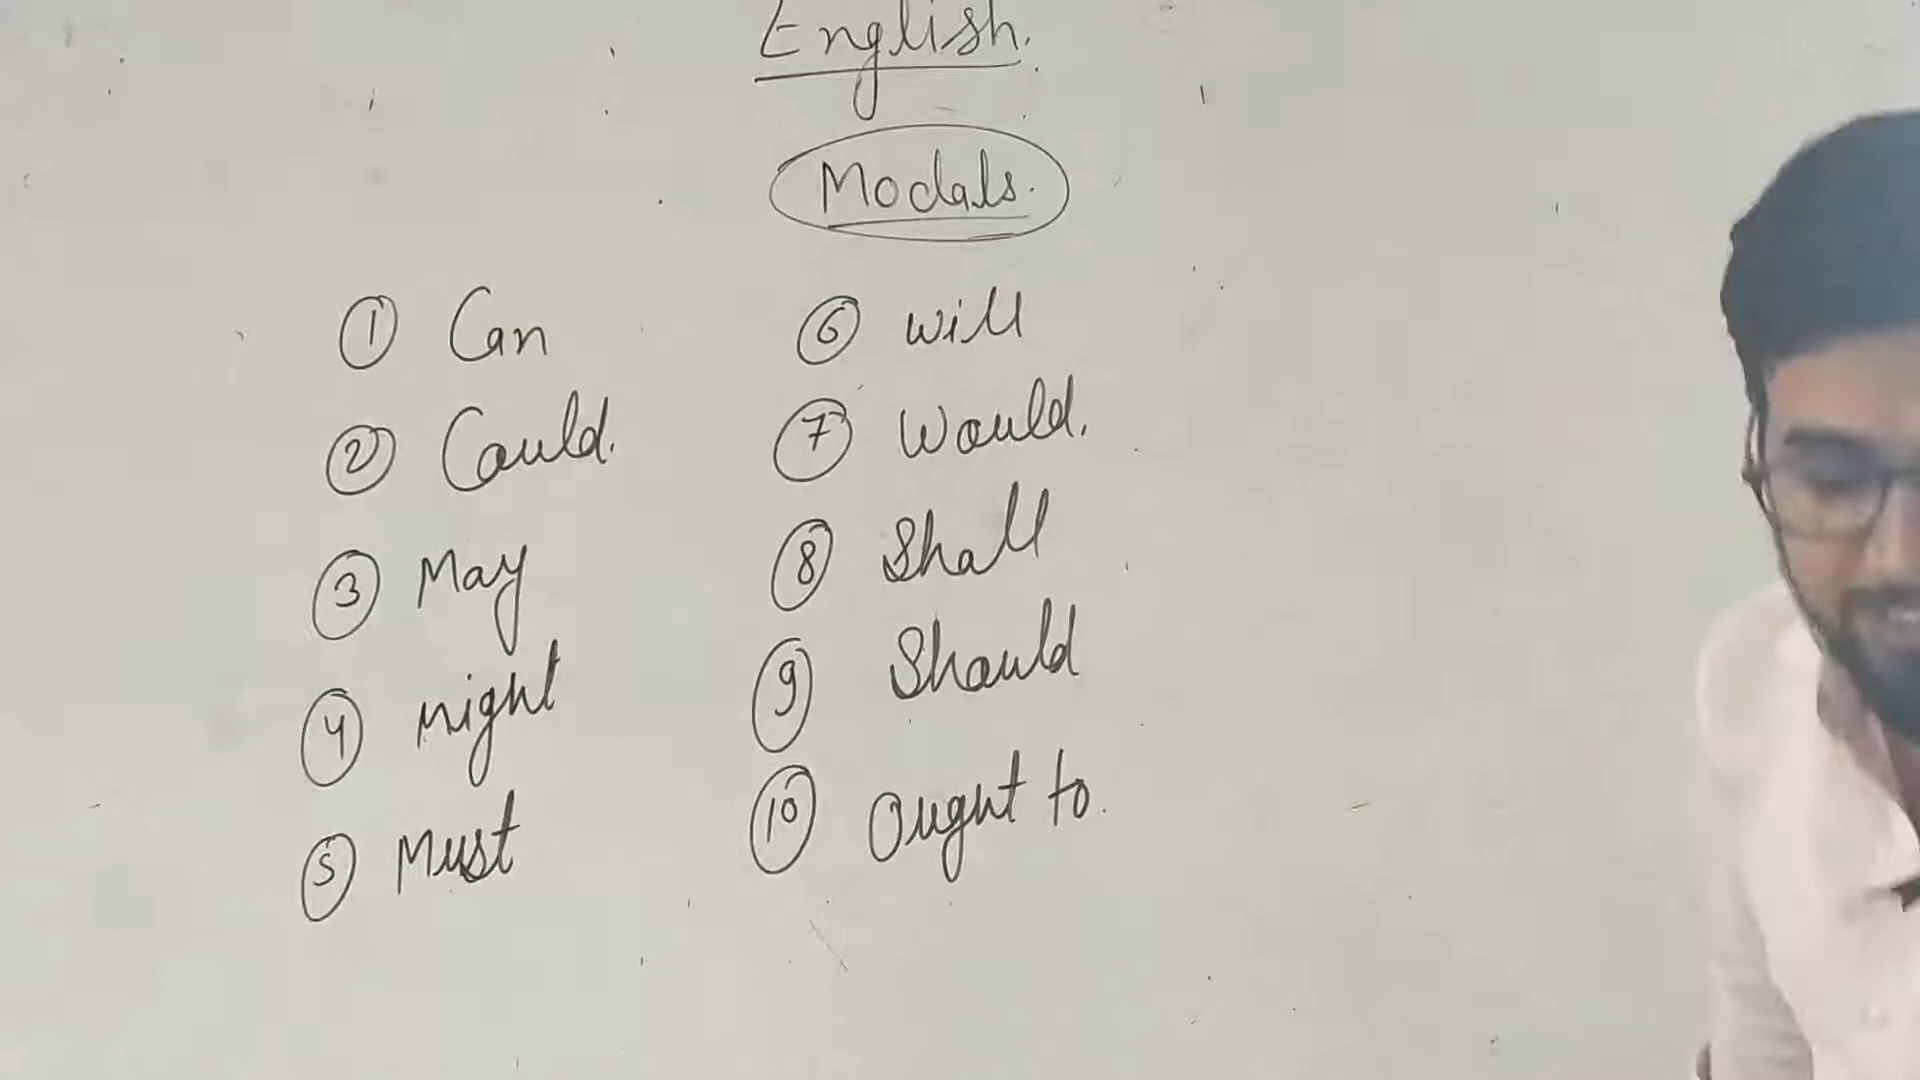 English.
Modals.
① Can
② Could.
③ May
④ might
⑤ Must
⑥ will
⑦ Would.
⑧ Shall
⑨ Should
⑩ Ought to.